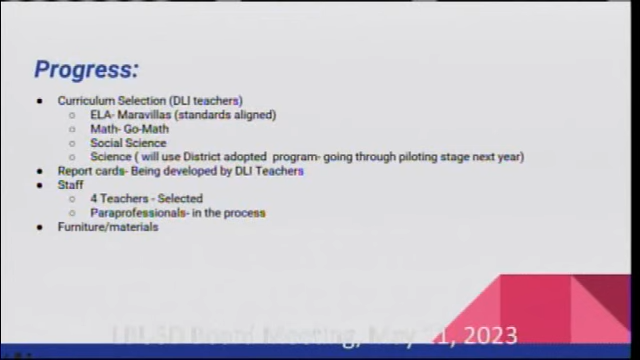 Progress:
● Curriculum Selection (DLI teachers)
○ ELA- Maravillas (standards aligned)
○ Math- Go-Math
○ Social Science
○ Science ( will use District adopted program- going through piloting stage next year)
● Report cards- Being developed by DLI Teachers
● Staff
○ 4 Teachers - Selected
○ Paraprofessionals- in the process
● Furniture/materials
Board Meeting, May 2023